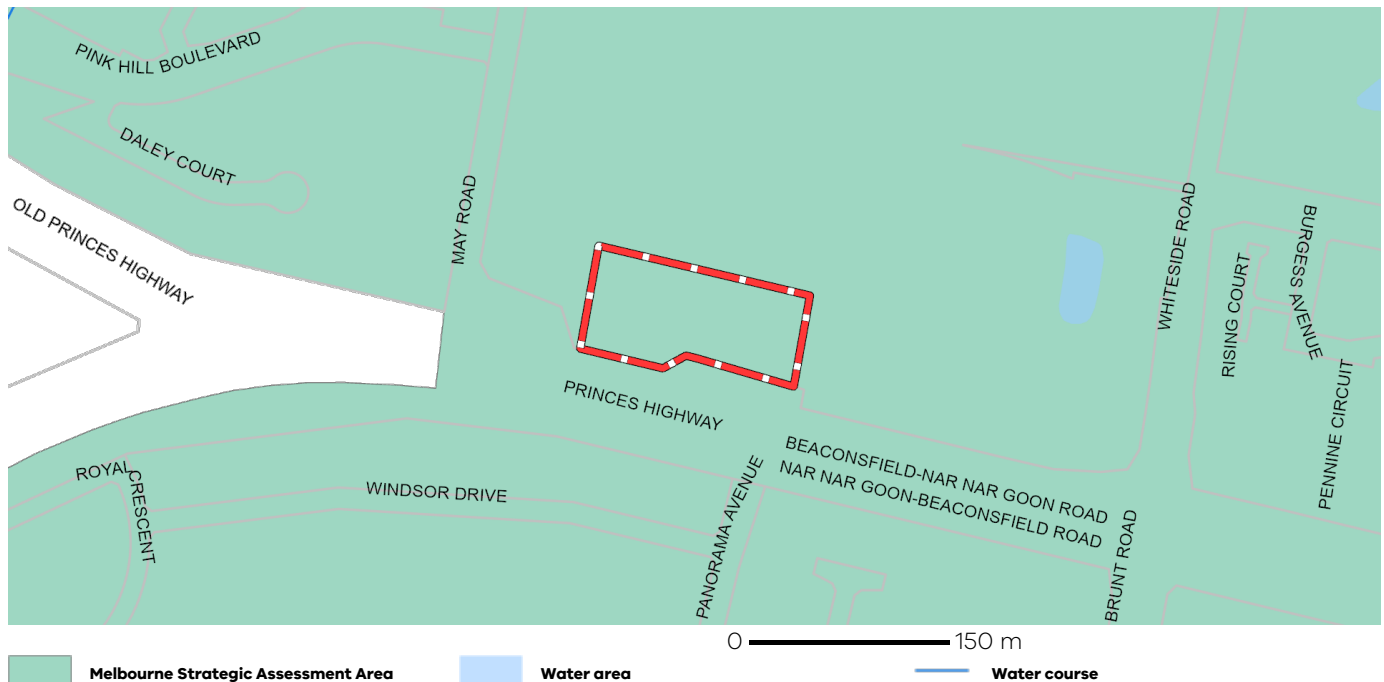 PINK HILL BOULEVARD
DALEY COURT
OLD PRINCES HIGHWAY
MAY ROAD
WHITESIDE ROAD
BURGESS AVENUE
RISING COURT
PENNINE CIRCUIT
PRINCES HIGHWAY
BEACONSFIELD-NAR NAR GOON ROAD
NAR NAR GOON-BEACONSFIELD ROAD
ROYAL CRESCENT
WINDSOR DRIVE
PANORAMA AVENUE
BRUNT ROAD
0 150 m
Melbourne Strategic Assessment Area Water area Water course